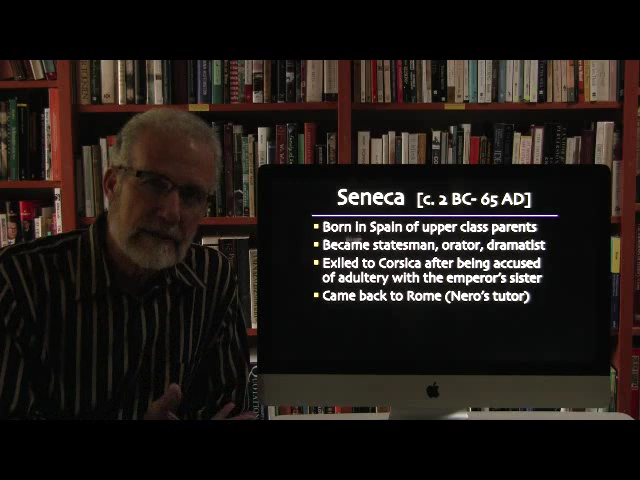 Seneca [c. 2 BC- 65 AD]
Born in Spain of upper class parents
Became statesman, orator, dramatist
Exiled to Corsica after being accused
of adultery with the emperor's sister
Came back to Rome (Nero's tutor)